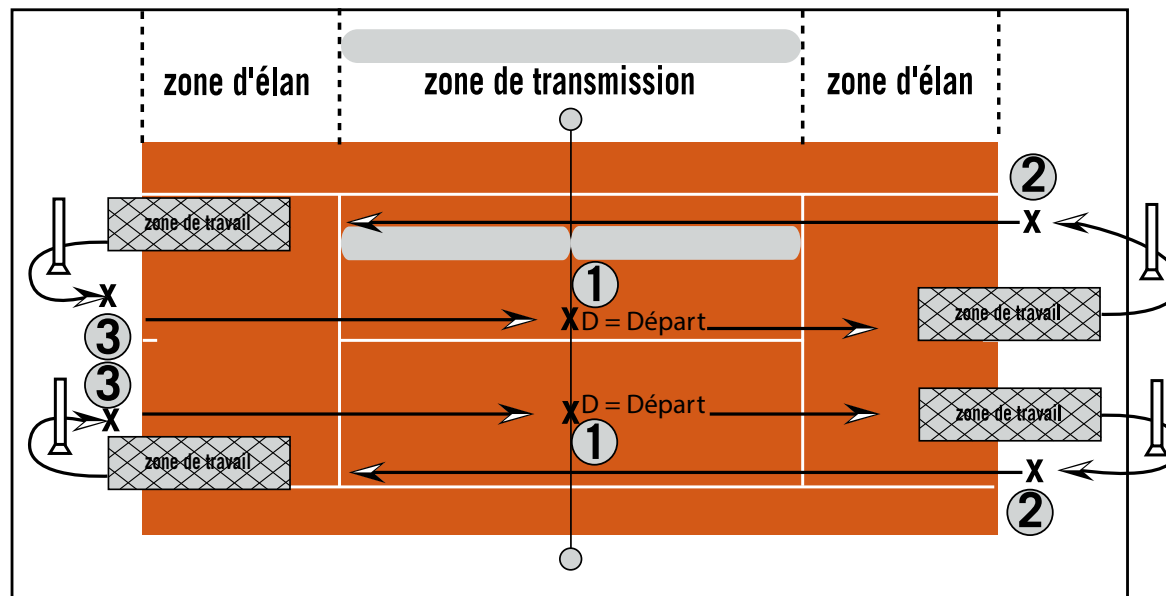 zone d'élan
zone de transmission
zone d'élan
2
X
zone de travail
X
3
1
X
D = Départ
zone de travail
3
X
zone de travail
X
D = Départ
1
zone de travail
X
2